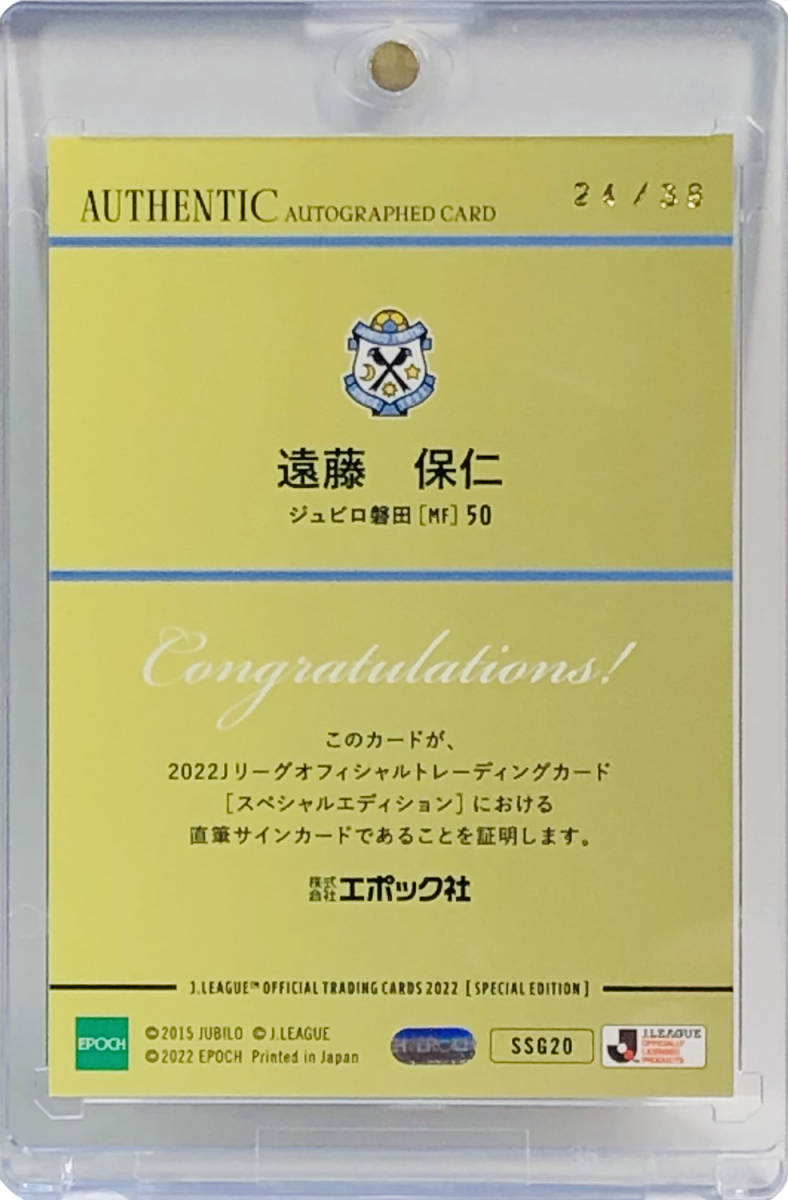 AUTHENTIC AUTOGRAPHED CARD
24/38
遠藤 保仁
ジュビロ磐田[MF]50
Congratulations!
このカードが、
2022Jリーグオフィシャルトレーディングカード
[スペシャルエディション]における
直筆サインカードであることを証明します。
株式会社エポック社
J.LEAGUE™ OFFICIAL TRADING CARDS 2022 [SPECIAL EDITION]
EPOCH
©2015 JUBILO ©J.LEAGUE
©2022 EPOCH Printed in Japan
SSG20
J.LEAGUE
OFFICIALLY
LICENSED
PRODUCTS